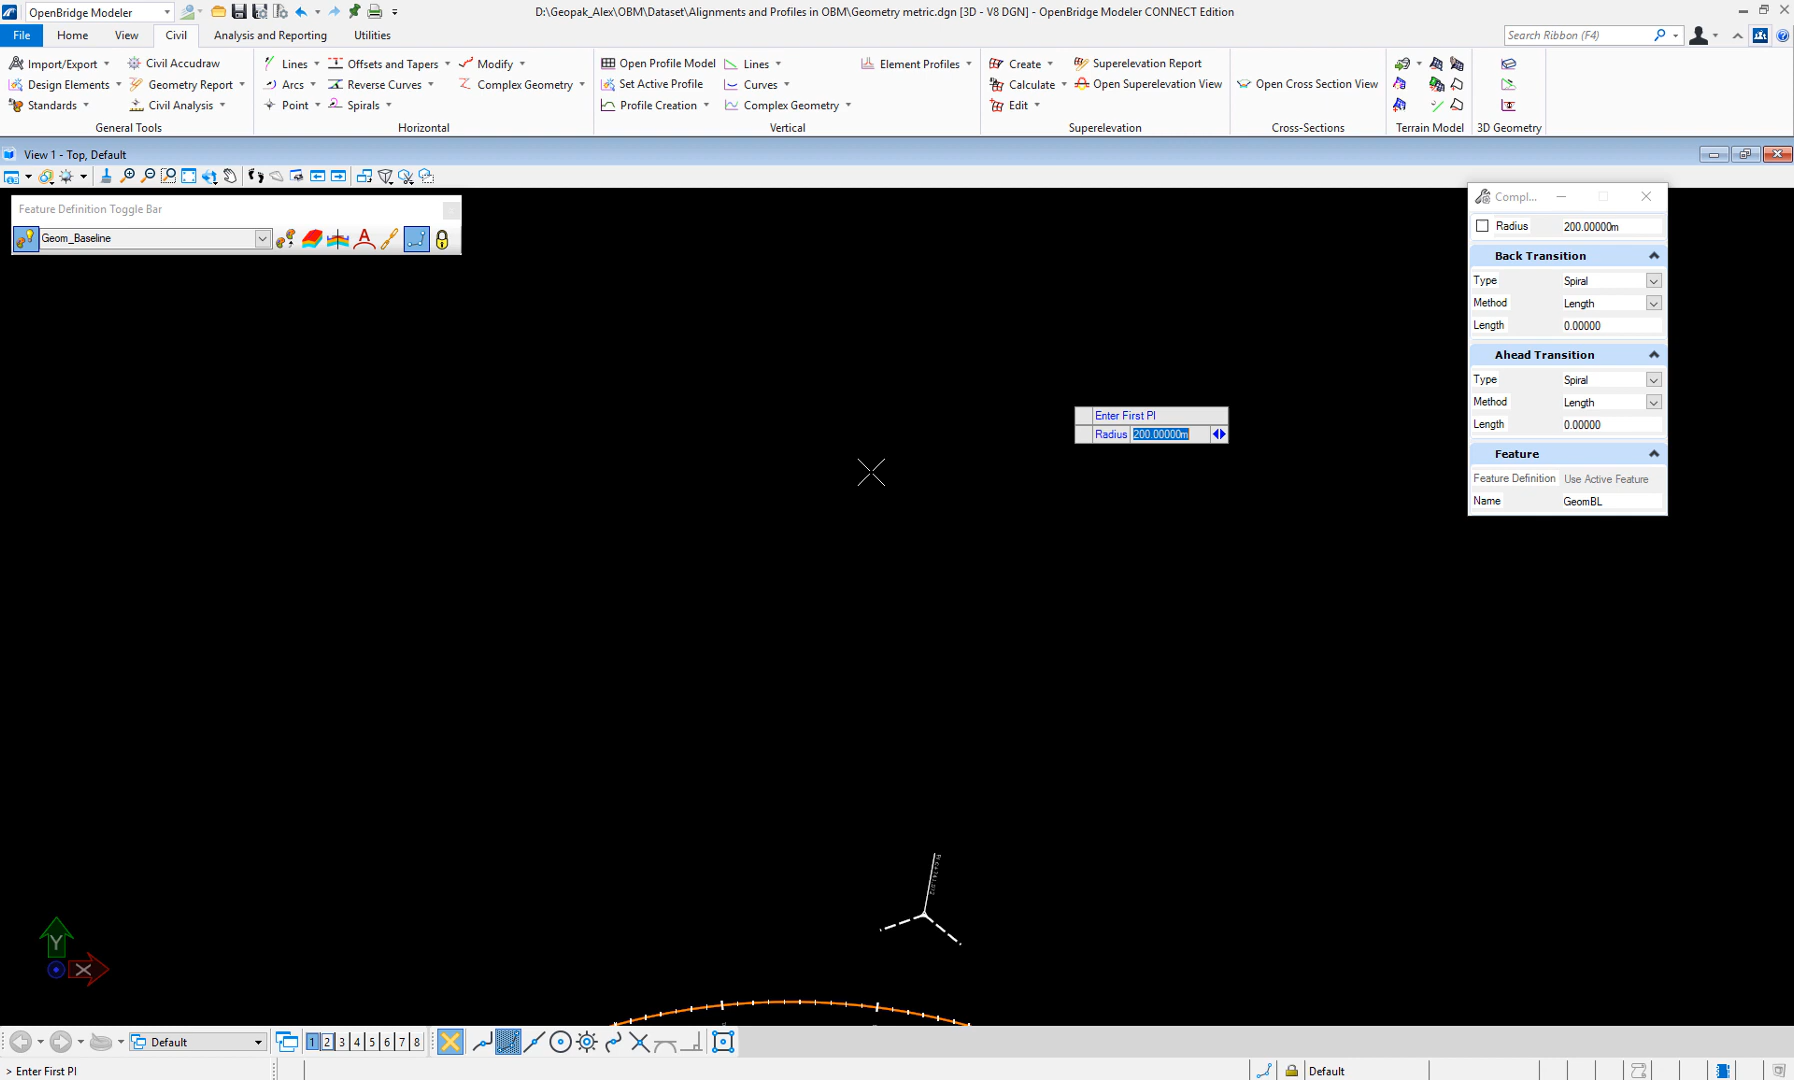 OpenBridge Modeler
D:\Geopak_Alex\OBM\Dataset\Alignments and Profiles in OBM\Geometry metric.dgn [3D - V8 DGN] - OpenBridge Modeler CONNECT Edition
File Home View Civil Analysis and Reporting Utilities
Search Ribbon (F4)
Import/Export Civil Accudraw
Design Elements Geometry Report
Standards Civil Analysis
General Tools
Lines Offsets and Tapers Modify
Arcs Reverse Curves Complex Geometry
Point Spirals
Horizontal
Open Profile Model Lines Element Profiles
Set Active Profile Curves
Profile Creation Complex Geometry
Vertical
Create Superelevation Report
Calculate Open Superelevation View
Edit
Superelevation
Open Cross Section View
Cross-Sections
Terrain Model
3D Geometry
View 1 - Top, Default
Feature Definition Toggle Bar
Geom_Baseline
Compl...
Radius 200.00000m
Back Transition
Type Spiral
Method Length
Length 0.00000
Ahead Transition
Type Spiral
Method Length
Length 0.00000
Feature
Feature Definition Use Active Feature
Name GeomBL
Enter First PI
Radius 200.00000m
Y
X
Default
1 2 3 4 5 6 7 8
> Enter First PI
Default